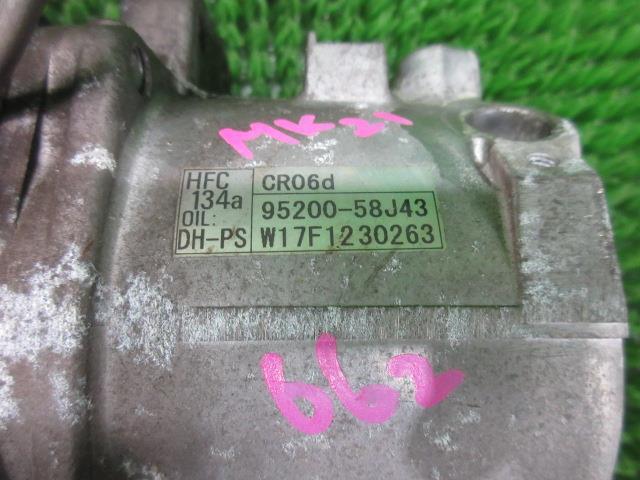 MK21
HFC 134a
OIL:
DH-PS
CR06d
95200-58J43
W17F1230263
662